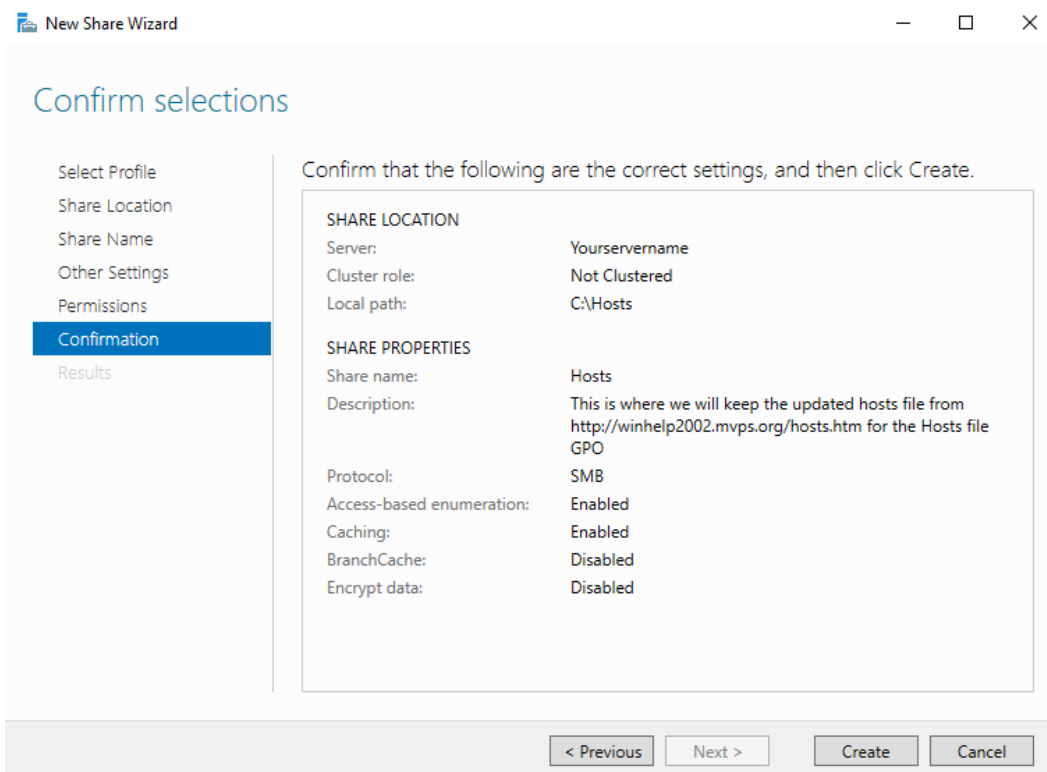 New Share Wizard
Confirm selections
Select Profile
Share Location
Share Name
Other Settings
Permissions
Confirmation
Results
Confirm that the following are the correct settings, and then click Create.
SHARE LOCATION
Server: Yourservername
Cluster role: Not Clustered
Local path: C:\Hosts
SHARE PROPERTIES
Share name: Hosts
Description: This is where we will keep the updated hosts file from
http://winhelp2002.mvps.org/hosts.htm for the Hosts file
GPO
Protocol: SMB
Access-based enumeration: Enabled
Caching: Enabled
BranchCache: Disabled
Encrypt data: Disabled
< Previous Next > Create Cancel